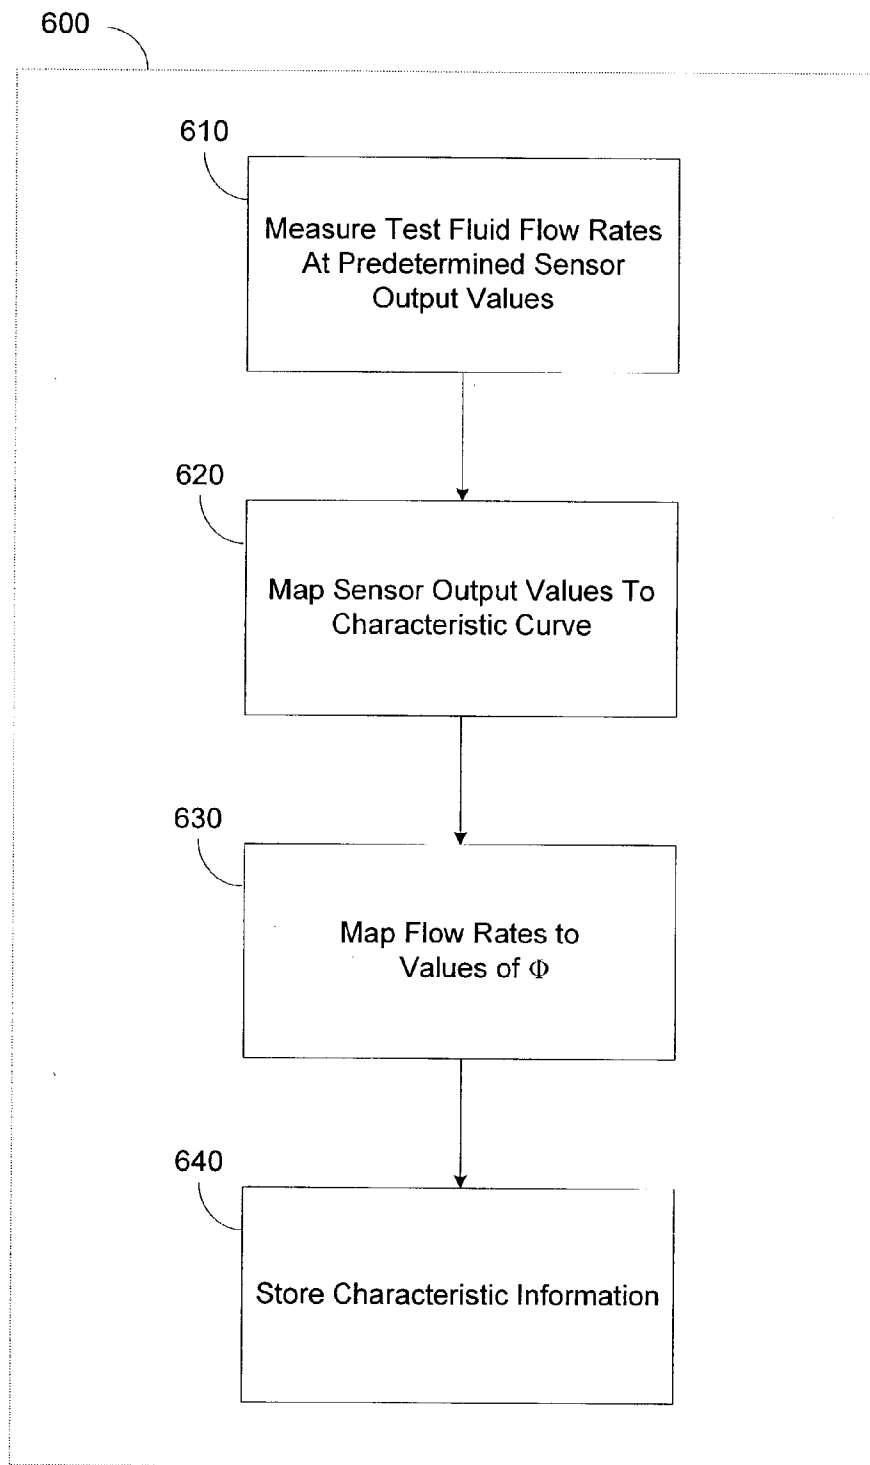 600
610
Measure Test Fluid Flow Rates
At Predetermined Sensor
Output Values
620
Map Sensor Output Values To
Characteristic Curve
630
Map Flow Rates to
Values of Φ
640
Store Characteristic Information